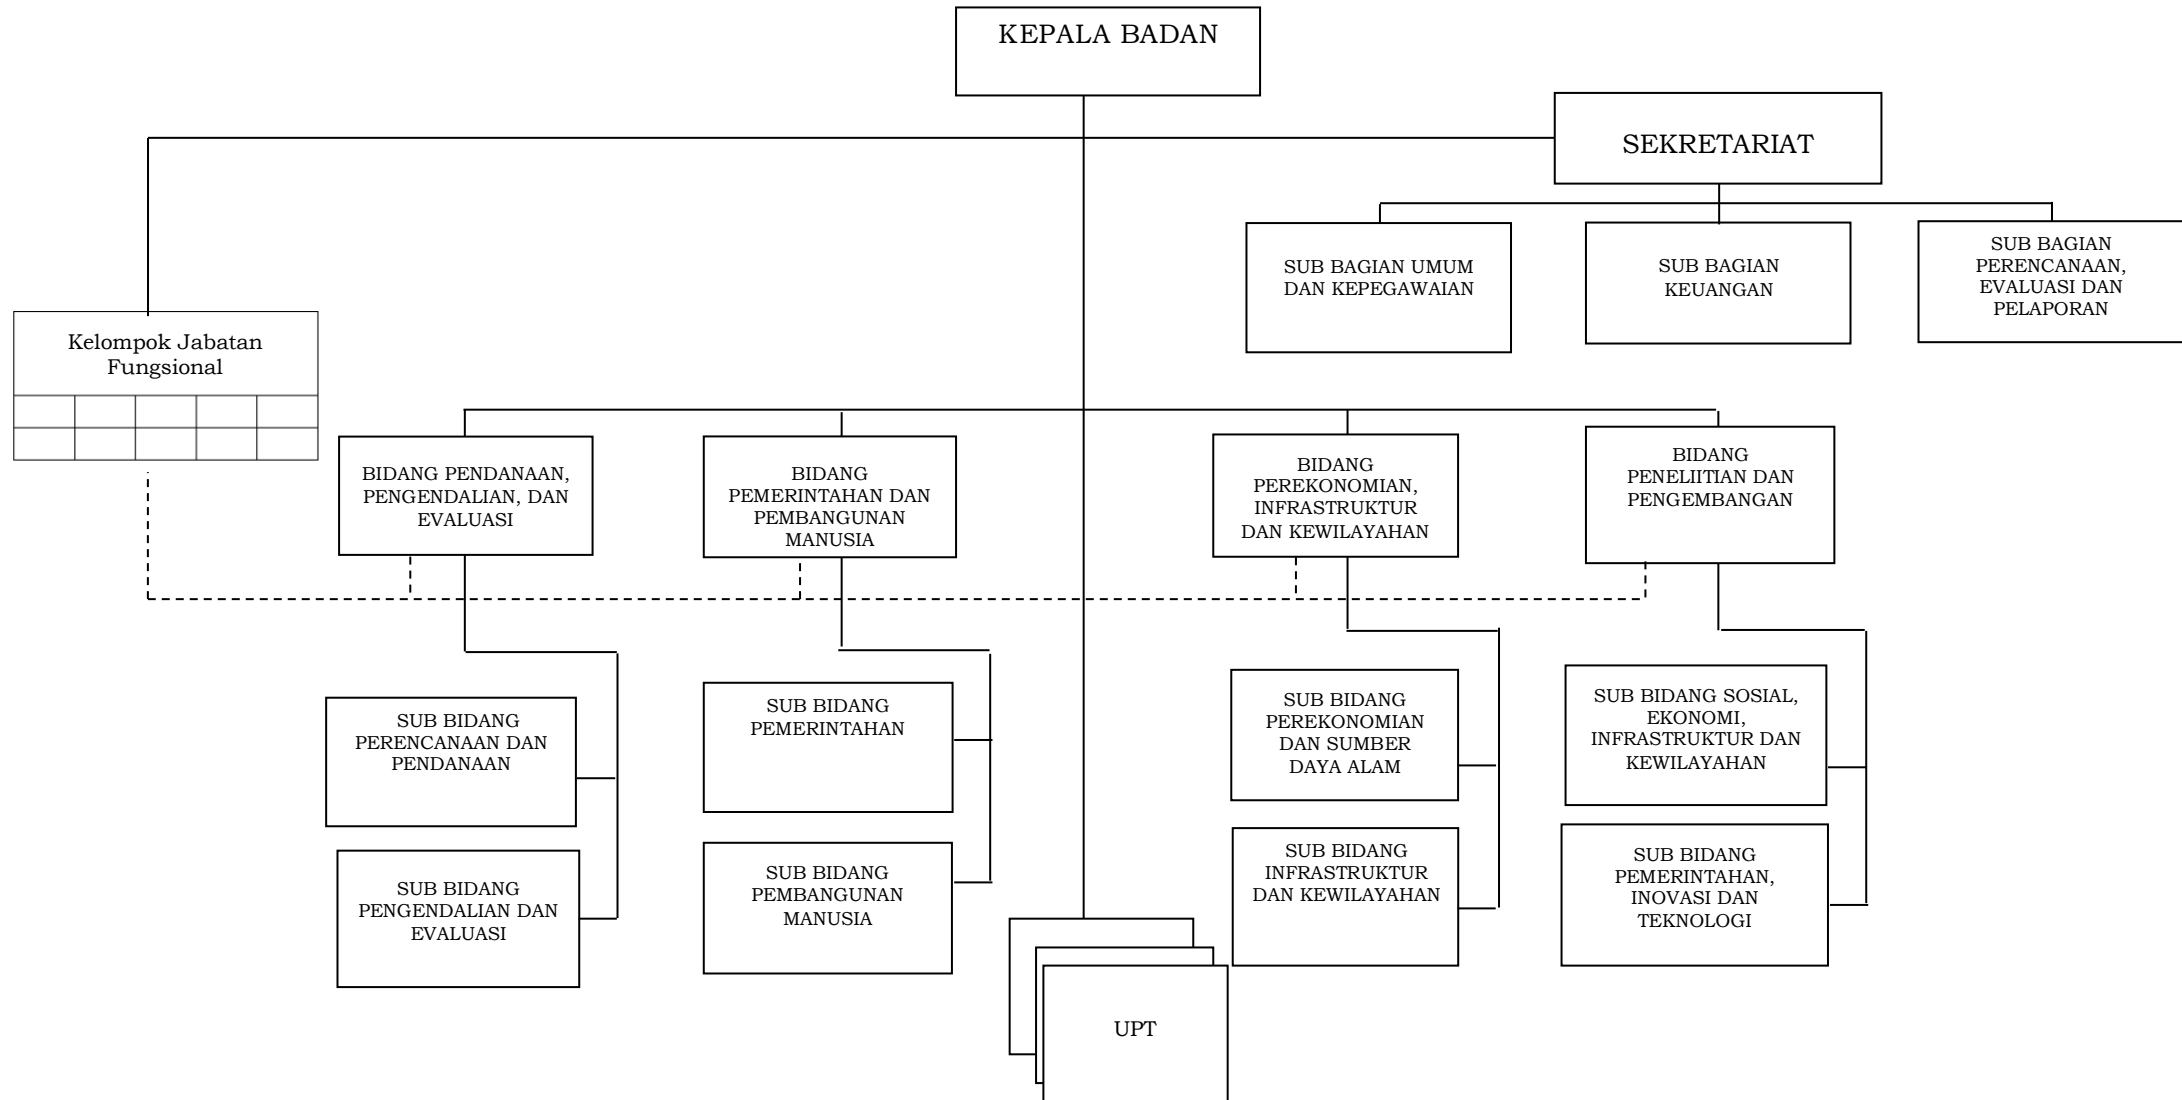 KEPALA BADAN
SEKRETARIAT
SUB BAGIAN UMUM
DAN KEPEGAWAIAN
SUB BAGIAN
KEUANGAN
SUB BAGIAN
PERENCANAAN,
EVALUASI DAN
PELAPORAN
Kelompok Jabatan
Fungsional
BIDANG PENDANAAN,
PENGENDALIAN, DAN
EVALUASI
BIDANG
PEMERINTAHAN DAN
PEMBANGUNAN
MANUSIA
BIDANG
PEREKONOMIAN,
INFRASTRUKTUR
DAN KEWILAYAHAN
BIDANG
PENELIITIAN DAN
PENGEMBANGAN
SUB BIDANG
PERENCANAAN DAN
PENDANAAN
SUB BIDANG
PEMERINTAHAN
SUB BIDANG
PEREKONOMIAN
DAN SUMBER
DAYA ALAM
SUB BIDANG SOSIAL,
EKONOMI,
INFRASTRUKTUR DAN
KEWILAYAHAN
SUB BIDANG
PENGENDALIAN DAN
EVALUASI
SUB BIDANG
PEMBANGUNAN
MANUSIA
SUB BIDANG
INFRASTRUKTUR
DAN KEWILAYAHAN
SUB BIDANG
PEMERINTAHAN,
INOVASI DAN
TEKNOLOGI
UPT